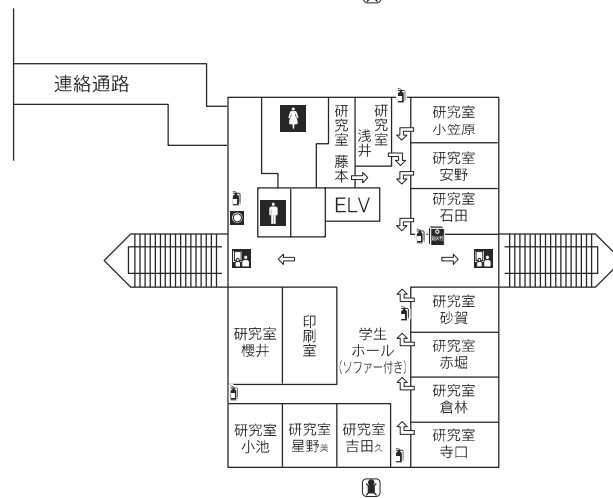 連絡通路
研究室
藤本
研究室
浅井
研究室
小笠原
研究室
安野
研究室
石田
ELV
研究室
櫻井
印刷室
学生
ホール
(ソファー付き)
研究室
砂賀
研究室
赤堀
研究室
倉林
研究室
寺口
研究室
小池
研究室
星野美
研究室
吉田久